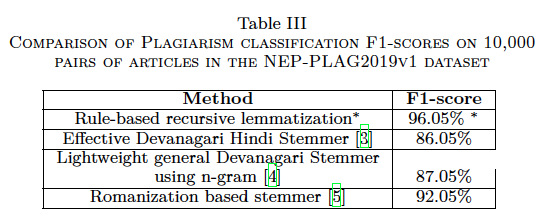 Table III
Comparison of Plagiarism classification F1-scores on 10,000
pairs of articles in the NEP-PLAG2019v1 dataset
Method F1-score
Rule-based recursive lemmatization* 96.05% *
Effective Devanagari Hindi Stemmer [3] 86.05%
Lightweight general Devanagari Stemmer
using n-gram [4] 87.05%
Romanization based stemmer [5] 92.05%